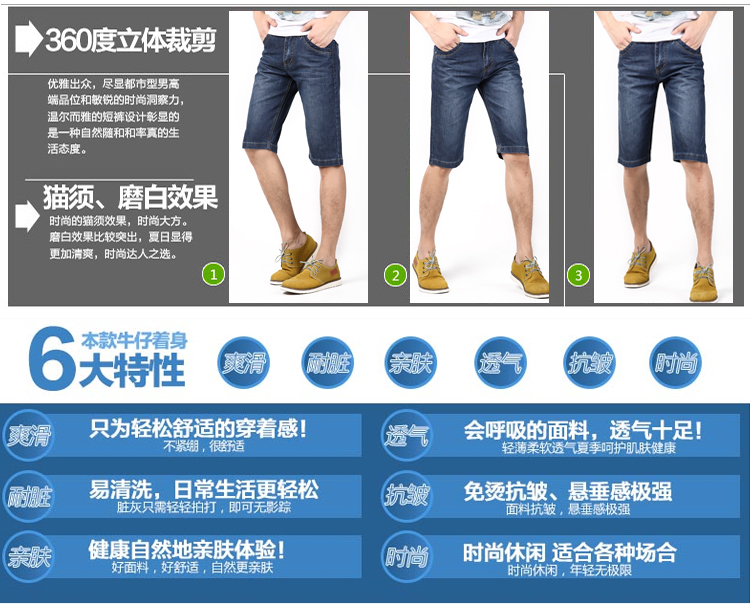 360度立体裁剪
优雅出众，尽显都市型男高
端品位和敏锐的时尚洞察力，
温尔而雅的短裤设计彰显的
是一种自然随和和率真的生
活态度。
猫须、磨白效果
时尚的猫须效果，时尚大方。
磨白效果比较突出，夏日显得
更加清爽，时尚达人之选。
1
2
3
6大特性
本款牛仔着身
爽滑
耐脏
亲肤
透气
抗皱
时尚
爽滑
只为轻松舒适的穿着感！
不紧绷，很舒适
透气
会呼吸的面料，透气十足！
轻薄柔软透气夏季呵护肌肤健康
耐脏
易清洗，日常生活更轻松
脏灰只需轻轻拍打，即可无影踪
抗皱
免烫抗皱、悬垂感极强
面料抗皱，悬垂感极强
亲肤
健康自然地亲肤体验！
好面料，好舒适，自然更亲肤
时尚
时尚休闲 适合各种场合
时尚休闲，年轻无极限